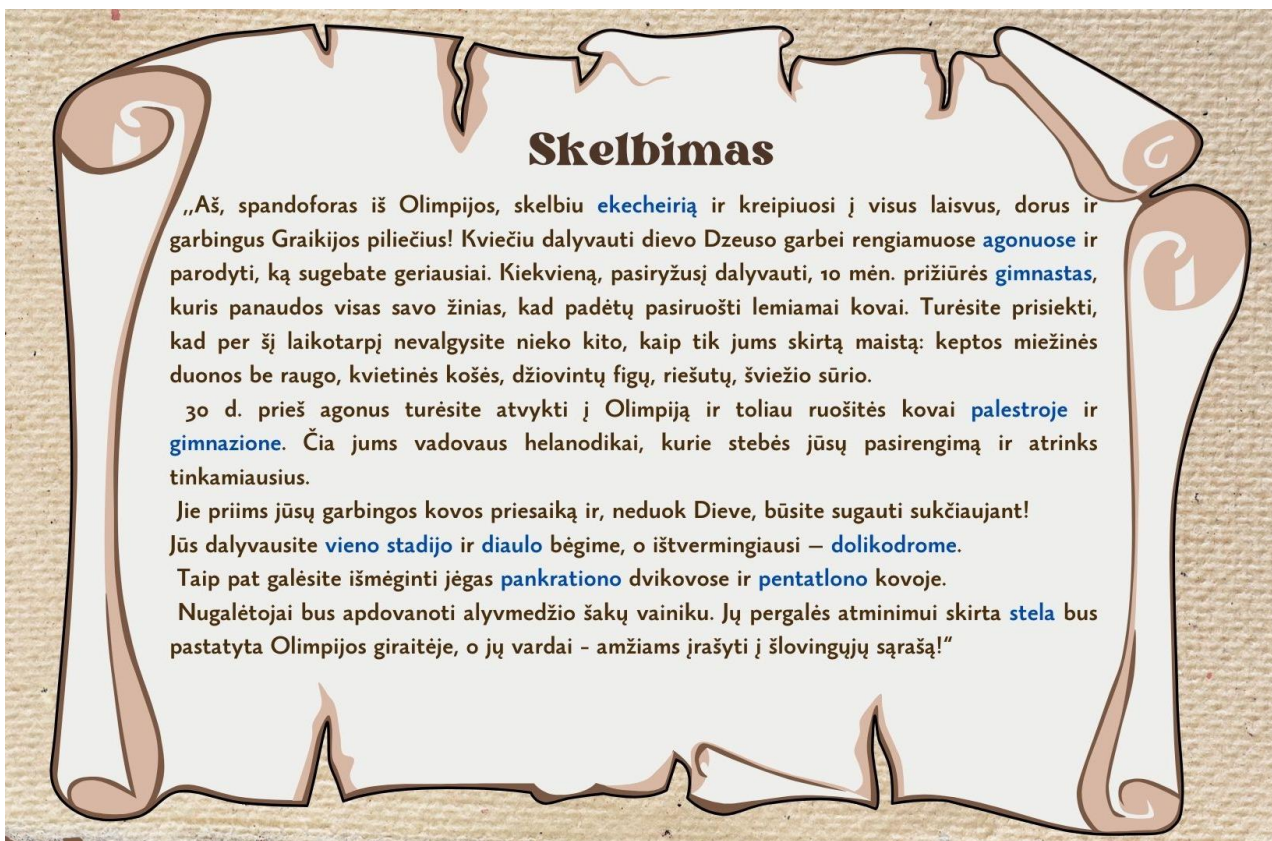 Skelbimas
,,Aš, spandoforas iš Olimpijos, skelbiu ekecheirią ir kreipiuosi į visus laisvus, dorus ir
garbingus Graikijos piliečius! Kviečiu dalyvauti dievo Dzeuso garbei rengiamuose agonuose ir
parodyti, ką sugebate geriausiai. Kiekvieną, pasiryžusį dalyvauti, 10 mėn. prižiūrės gimnastas,
kuris panaudos visas savo žinias, kad padėtų pasiruošti lemiamai kovai. Turėsite prisiekti,
kad per šį laikotarpį nevalgysite nieko kito, kaip tik jums skirtą maistą: keptos miežinės
duonos be raugo, kvietinės košės, džiovintų figų, riešutų, šviežio sūrio.
30 d. prieš agonus turėsite atvykti į Olimpiją ir toliau ruošitės kovai palestroje ir
gimnazione. Čia jums vadovaus helanodikai, kurie stebės jūsų pasirengimą ir atrinks
tinkamiausius.
Jie priims jūsų garbingos kovos priesaiką ir, neduok Dieve, būsite sugauti sukčiaujant!
Jūs dalyvausite vieno stadijo ir diaulo bėgime, o ištvermingiausi – dolikodrome.
Taip pat galėsite išmėginti jėgas pankrationo dvikovose ir pentatlono kovoje.
Nugalėtojai bus apdovanoti alyvmedžio šakų vainiku. Jų pergalės atminimui skirta stela bus
pastatyta Olimpijos giraitėje, o jų vardai - amžiams įrašyti į šlovingųjų sąrašą!“